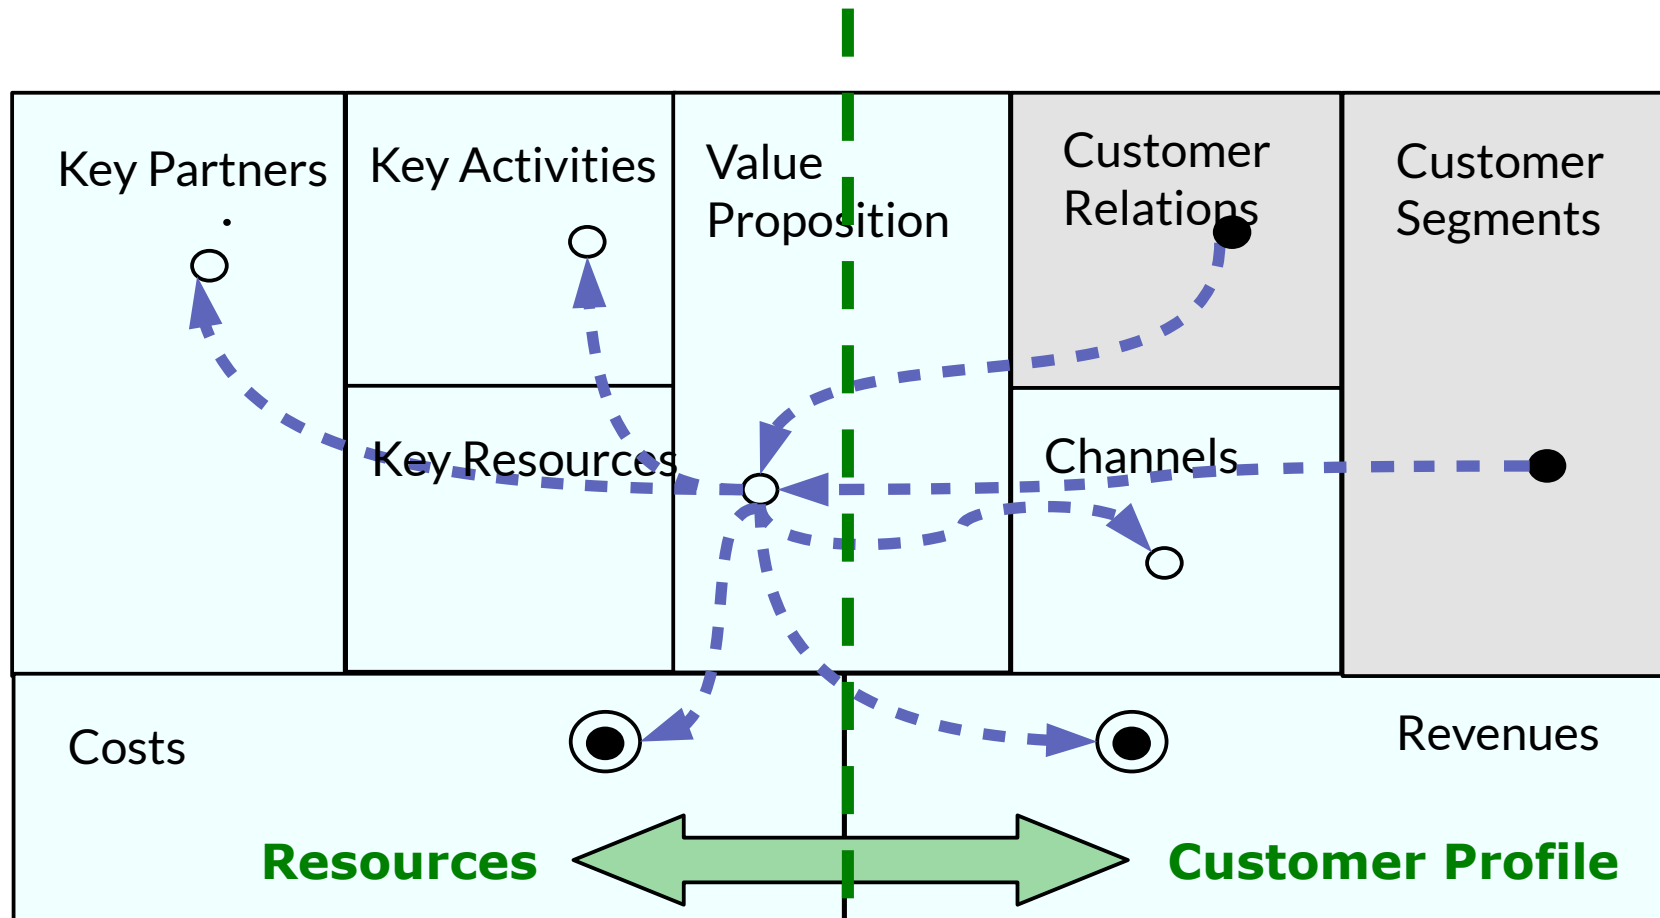 Key Partners
.
Key Activities
Value
Proposition
Customer
Relations
Customer
Segments
Key Resources
Channels
Costs
Revenues
Resources
Customer Profile